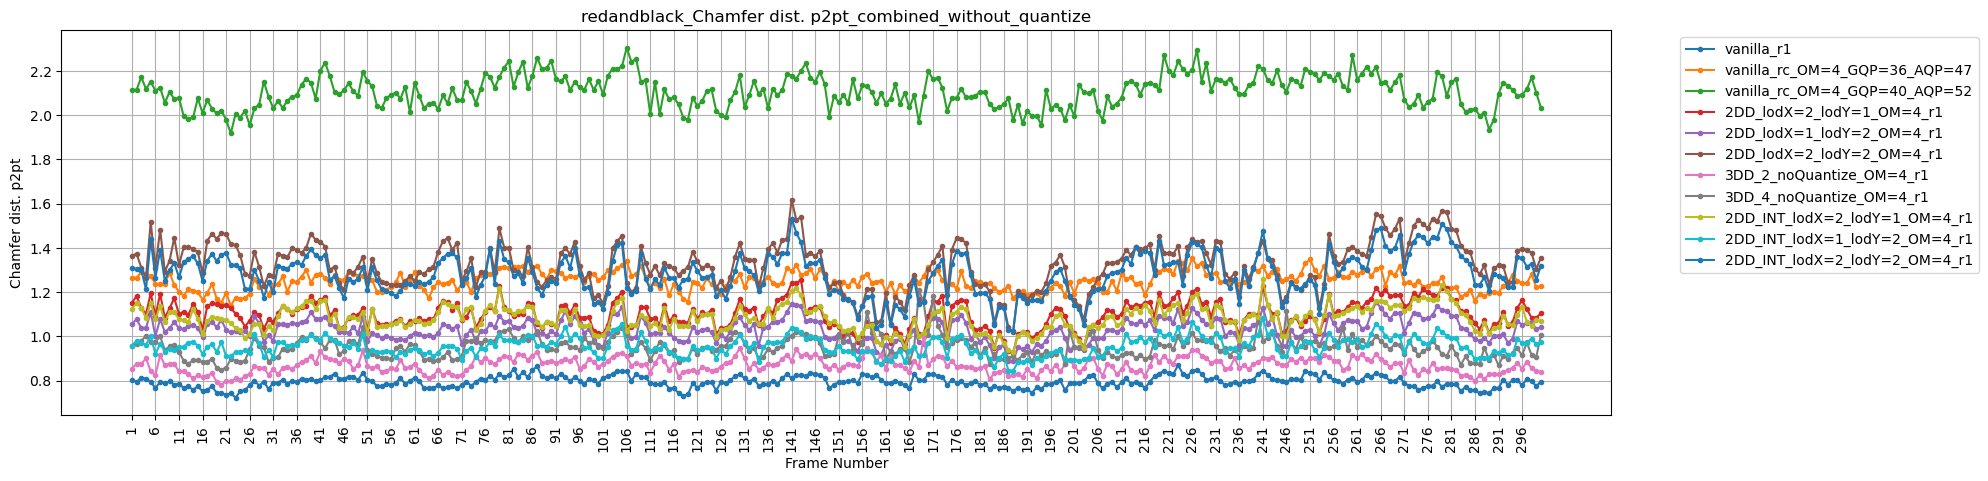 redandblack_Chamfer dist. p2pt_combined_without_quantize
Chamfer dist. p2pt
2.2
2.0
1.8
1.6
1.4
1.2
1.0
0.8
1 6 11 16 21 26 31 36 41 46 51 56 61 66 71 76 81 86 91 96 101 106 111 116 121 126 131 136 141 146 151 156 161 166 171 176 181 186 191 196 201 206 211 216 221 226 231 236 241 246 251 256 261 266 271 276 281 286 291 296
Frame Number
vanilla_r1
vanilla_rc_OM=4_GQP=36_AQP=47
vanilla_rc_OM=4_GQP=40_AQP=52
2DD_lodX=2_lodY=1_OM=4_r1
2DD_lodX=1_lodY=2_OM=4_r1
2DD_lodX=2_lodY=2_OM=4_r1
3DD_2_noQuantize_OM=4_r1
3DD_4_noQuantize_OM=4_r1
2DD_INT_lodX=2_lodY=1_OM=4_r1
2DD_INT_lodX=1_lodY=2_OM=4_r1
2DD_INT_lodX=2_lodY=2_OM=4_r1